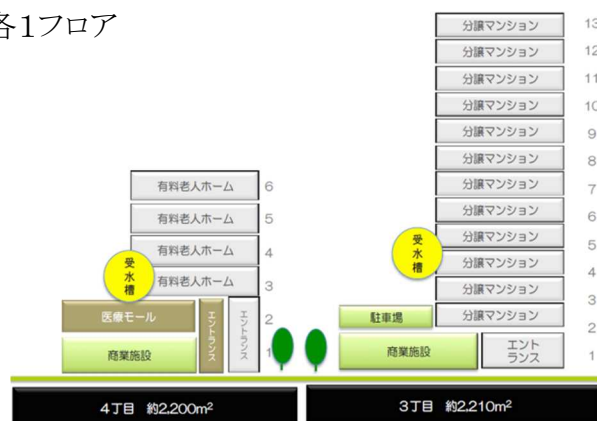 各1フロア
分譲マンション 13
分譲マンション 12
分譲マンション 11
分譲マンション 10
分譲マンション 9
分譲マンション 8
分譲マンション 7
分譲マンション 6
分譲マンション 5
分譲マンション 4
分譲マンション 3
駐車場 分譲マンション 2
商業施設 エントランス 1
受水槽
有料老人ホーム 6
有料老人ホーム 5
有料老人ホーム 4
有料老人ホーム 3
受水槽
医療モール 2
商業施設 1
エントランス
エントランス
4丁目 約2,200m²
3丁目 約2,210m²